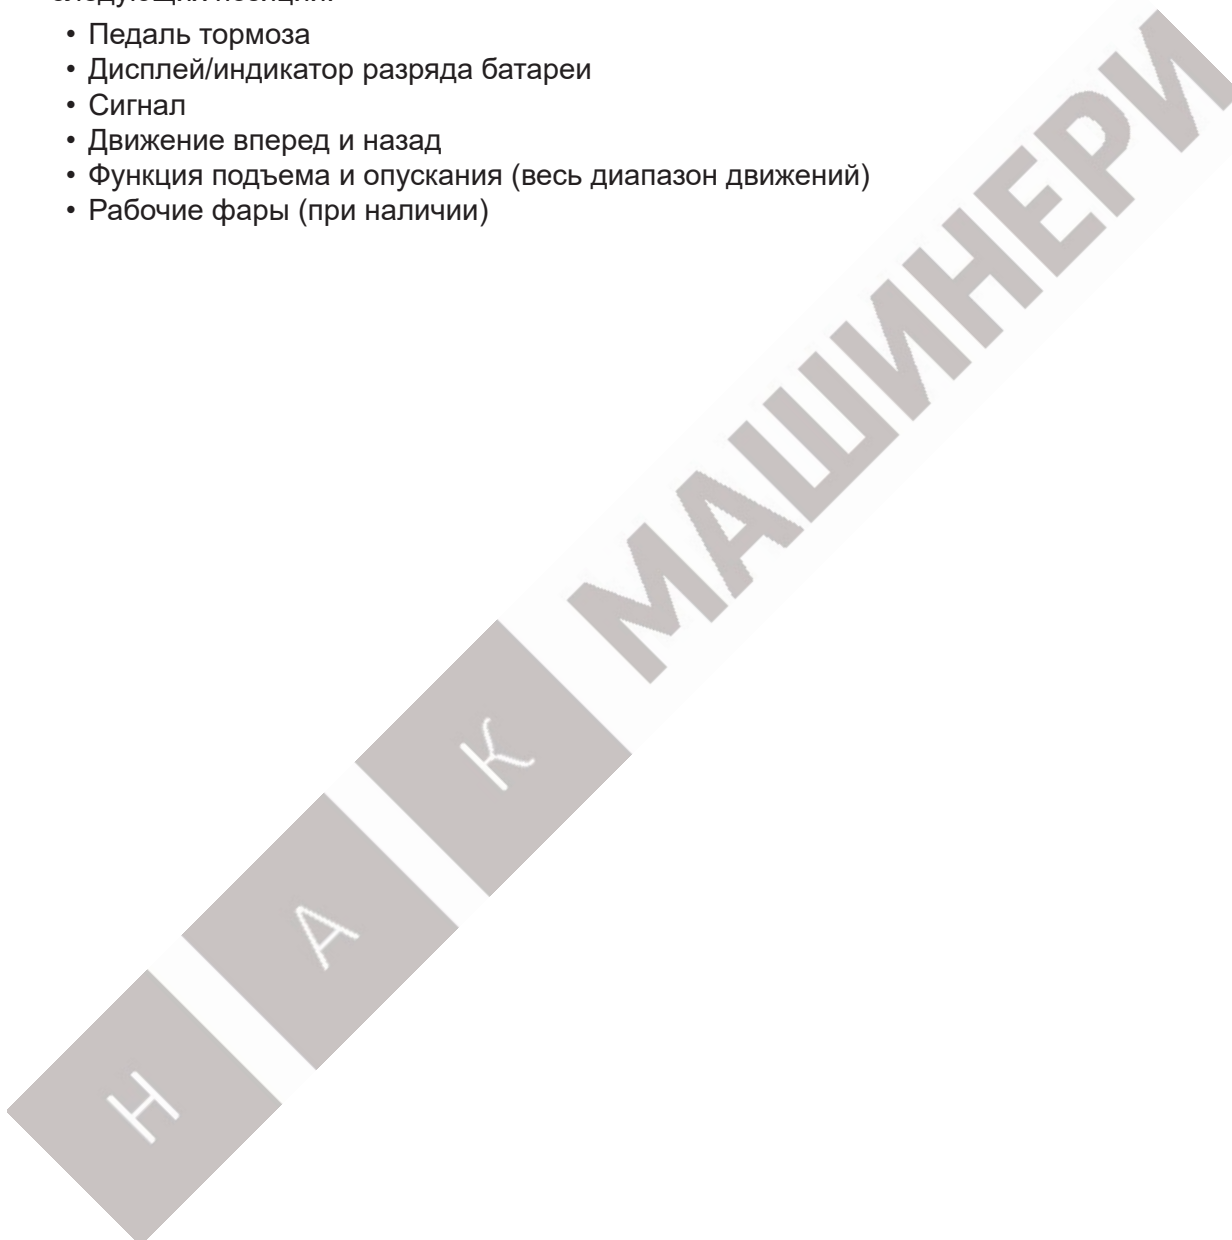 • Педаль тормоза
• Дисплей/индикатор разряда батареи
• Сигнал
• Движение вперед и назад
• Функция подъема и опускания (весь диапазон движений)
• Рабочие фары (при наличии)
Н А К МАШИНЕРИ